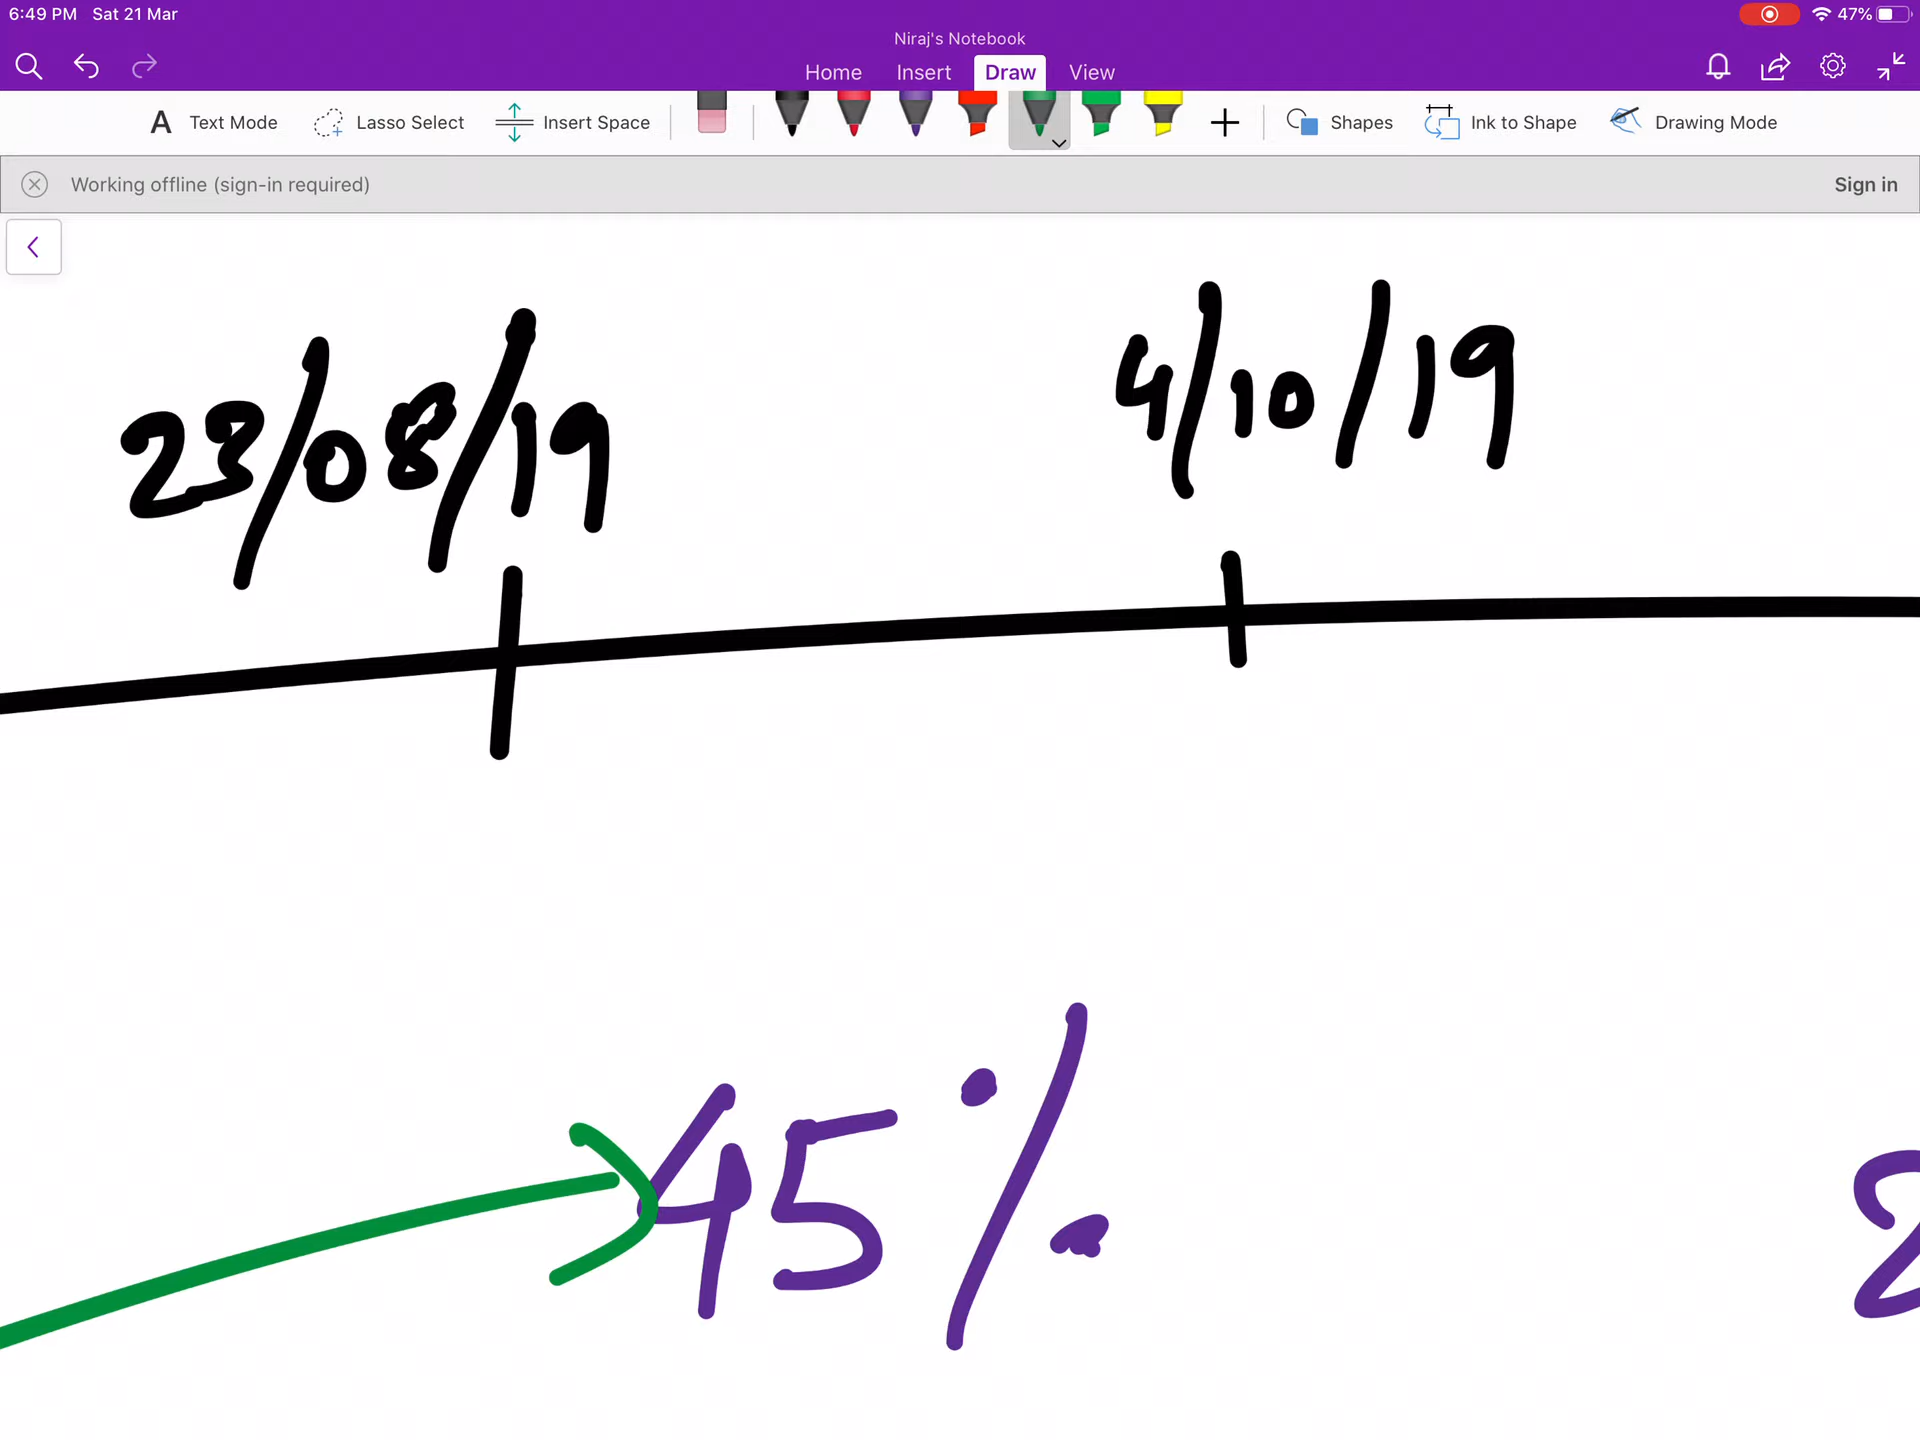 6:49 PM Sat 21 Mar 47%
Niraj's Notebook
Home Insert Draw View
A Text Mode Lasso Select Insert Space Shapes Ink to Shape Drawing Mode
Working offline (sign-in required) Sign in
23/08/19 4/10/19
45% 2